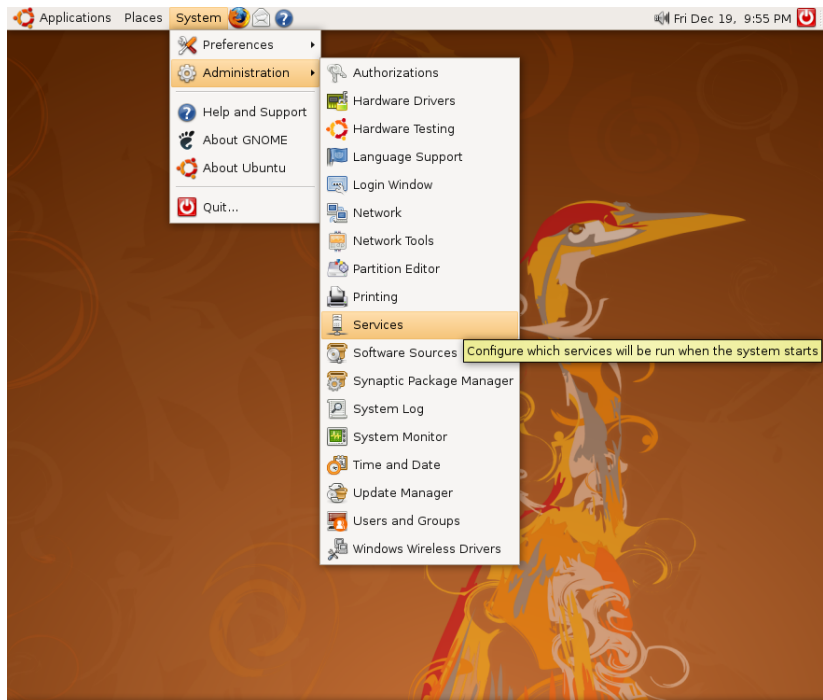 Applications Places System Fri Dec 19, 9:55 PM
Preferences
Administration
Help and Support
About GNOME
About Ubuntu
Quit...
Authorizations
Hardware Drivers
Hardware Testing
Language Support
Login Window
Network
Network Tools
Partition Editor
Printing
Services
Software Sources
Configure which services will be run when the system starts
Synaptic Package Manager
System Log
System Monitor
Time and Date
Update Manager
Users and Groups
Windows Wireless Drivers